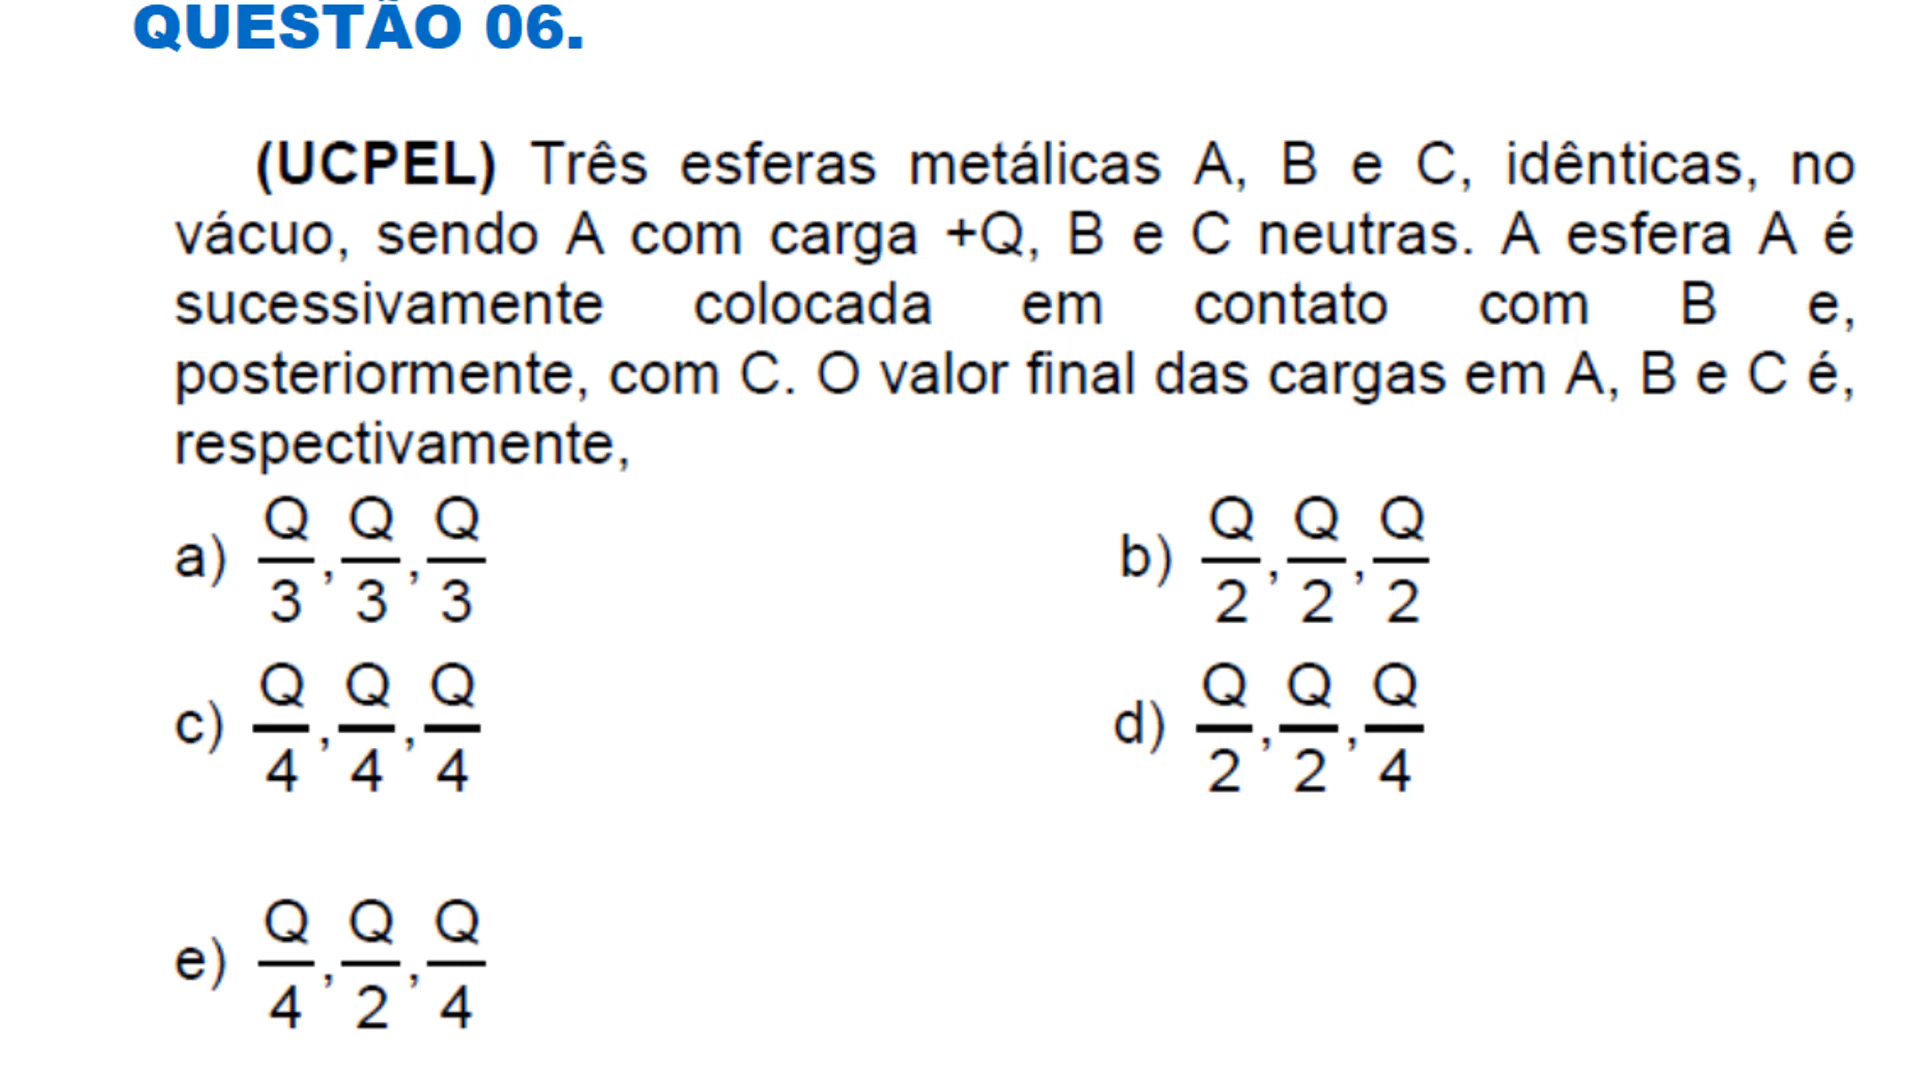 QUESTÃO 06.
(UCPEL) Três esferas metálicas A, B e C, idênticas, no
vácuo, sendo A com carga +Q, B e C neutras. A esfera A é
sucessivamente colocada em contato com B e,
posteriormente, com C. O valor final das cargas em A, B e C é,
respectivamente,
a) Q/3, Q/3, Q/3
b) Q/2, Q/2, Q/2
c) Q/4, Q/4, Q/4
d) Q/2, Q/2, Q/4
e) Q/4, Q/2, Q/4